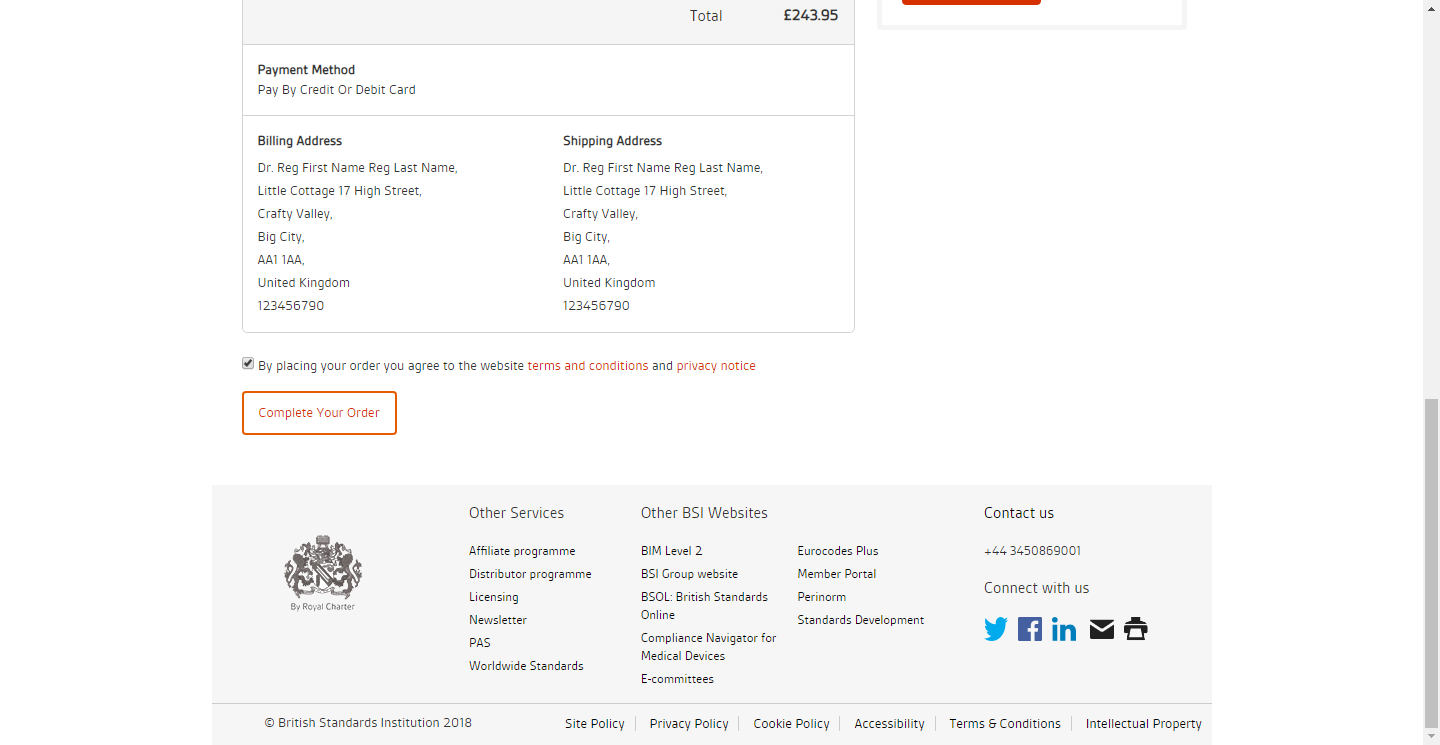 Total £243.95
Payment Method
Pay By Credit Or Debit Card
Billing Address
Dr. Reg First Name Reg Last Name,
Little Cottage 17 High Street,
Crafty Valley,
Big City,
AA1 1AA,
United Kingdom
123456790
Shipping Address
Dr. Reg First Name Reg Last Name,
Little Cottage 17 High Street,
Crafty Valley,
Big City,
AA1 1AA,
United Kingdom
123456790
By placing your order you agree to the website terms and conditions and privacy notice
Complete Your Order
By Royal Charter
Other Services
Affiliate programme
Distributor programme
Licensing
Newsletter
PAS
Worldwide Standards
Other BSI Websites
BIM Level 2
BSI Group website
BSOL: British Standards
Online
Compliance Navigator for
Medical Devices
E-committees
Eurocodes Plus
Member Portal
Perinorm
Standards Development
Contact us
+44 3450869001
Connect with us
© British Standards Institution 2018
Site Policy
Privacy Policy
Cookie Policy
Accessibility
Terms & Conditions
Intellectual Property